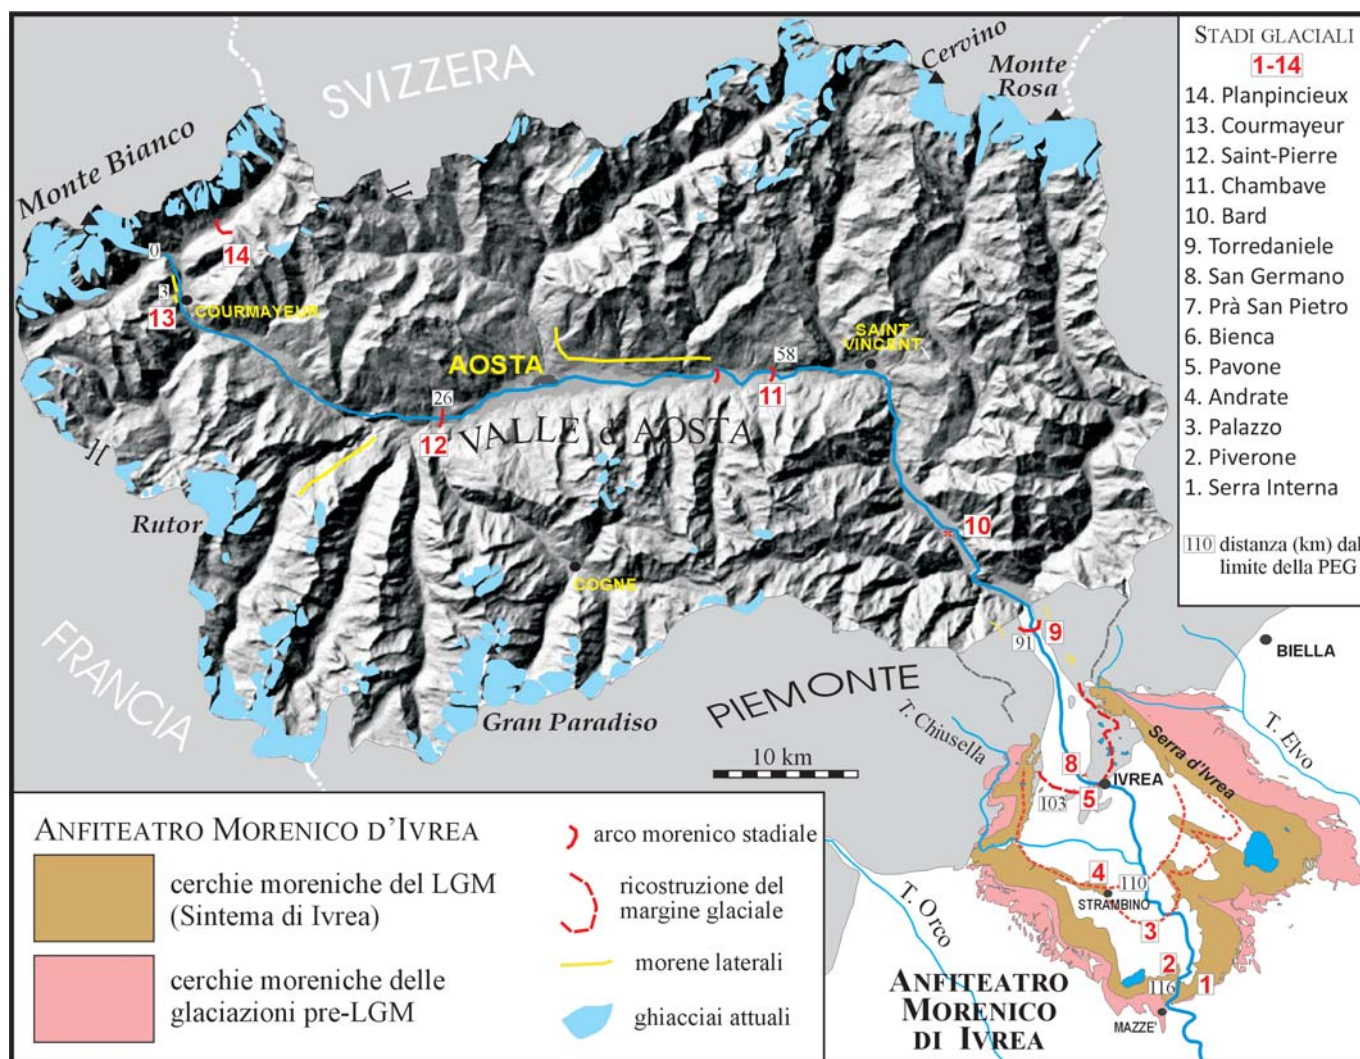 SVIZZERA
Cervino
Monte
Rosa
Monte Bianco
0
14
3
13
COURMAYEUR
AOSTA
58
SAINT
VINCENT
11
26
12
VALLE d'AOSTA
10
Rutor
COGNE
FRANCIA
Gran Paradiso
PIEMONTE
10 km
91
9
BIELLA
T. Chiusella
T. Elvo
Serra d'Ivrea
8
IVREA
103
5
4
110
STRAMBINO
3
T. Orco
2
116
1
MAZZE'
ANFITEATRO
MORENICO
DI IVREA
STADI GLACIALI
1-14
14. Planpincieux
13. Courmayeur
12. Saint-Pierre
11. Chambave
10. Bard
9. Torredaniele
8. San Germano
7. Prà San Pietro
6. Bienca
5. Pavone
4. Andrate
3. Palazzo
2. Piverone
1. Serra Interna
110 distanza (km) dal
limite della PEG
ANFITEATRO MORENICO D'IVREA
cerchie moreniche del LGM
(Sintema di Ivrea)
cerchie moreniche delle
glaciazioni pre-LGM
arco morenico stadiale
ricostruzione del
margine glaciale
morene laterali
ghiacciai attuali